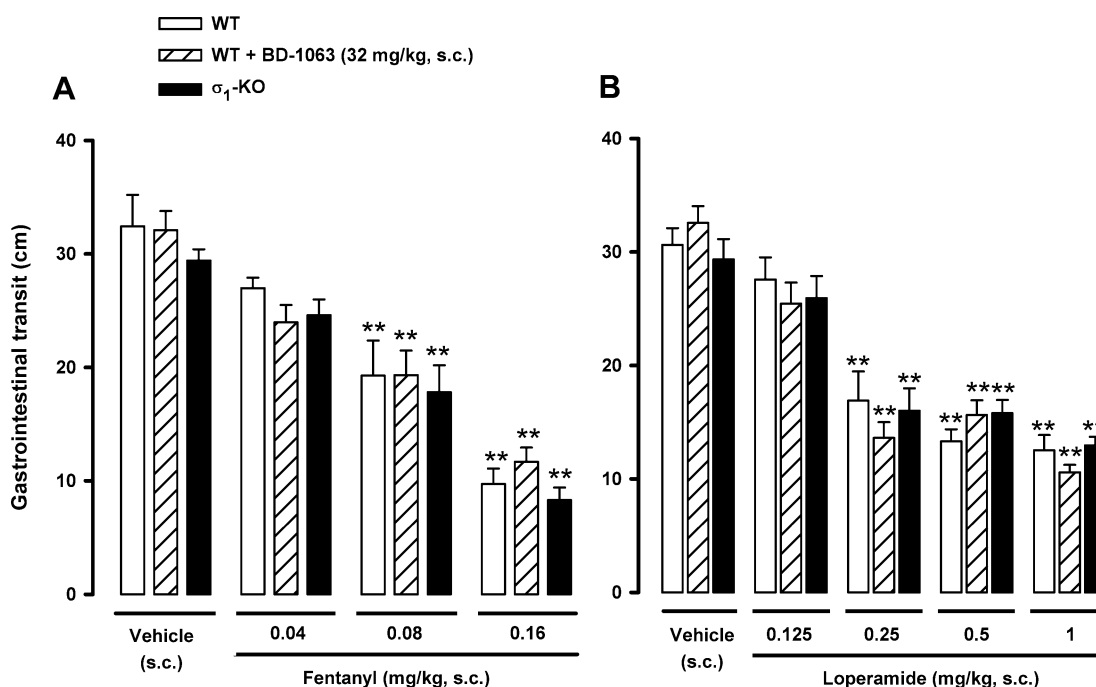 WT
WT + BD-1063 (32 mg/kg, s.c.)
σ1-KO
A
B
Gastrointestinal transit (cm)
40
30
20
10
0
** ** **
** ** **
Vehicle
(s.c.)
0.04
0.08
0.16
Fentanyl (mg/kg, s.c.)
40
30
20
10
0
** ** **
** ** **
** ** **
Vehicle
(s.c.)
0.125
0.25
0.5
1
Loperamide (mg/kg, s.c.)